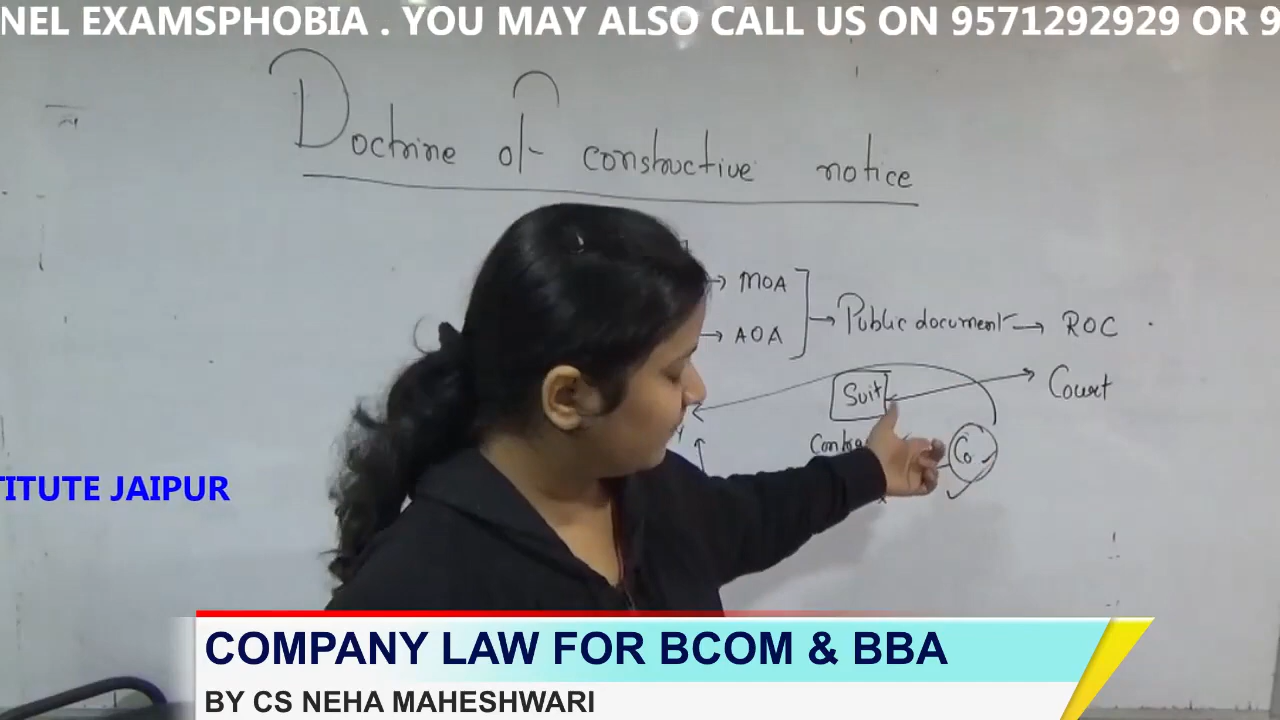 NEL EXAMSPHOBIA . YOU MAY ALSO CALL US ON 9571292929 OR 9
Doctrine of constructive notice
MOA
AOA
Public document
ROC
Suit
Court
Co
TITUTE JAIPUR
COMPANY LAW FOR BCOM & BBA
BY CS NEHA MAHESHWARI